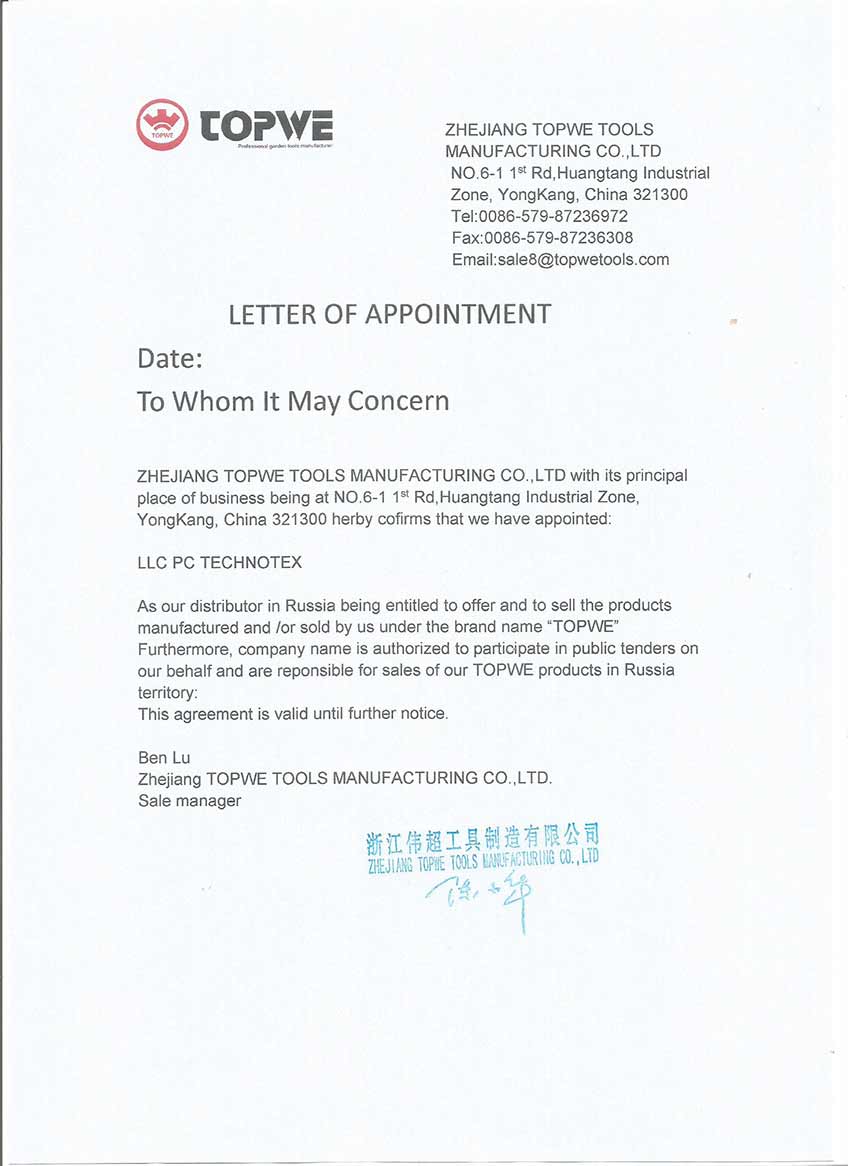 TOPWE
TOPWE
Professional garden tools manufacturer
ZHEJIANG TOPWE TOOLS
MANUFACTURING CO.,LTD
NO.6-1 1st Rd,Huangtang Industrial
Zone, YongKang, China 321300
Tel:0086-579-87236972
Fax:0086-579-87236308
Email:sale8@topwetools.com
LETTER OF APPOINTMENT
Date:
To Whom It May Concern
ZHEJIANG TOPWE TOOLS MANUFACTURING CO.,LTD with its principal
place of business being at NO.6-1 1st Rd,Huangtang Industrial Zone,
YongKang, China 321300 herby cofirms that we have appointed:
LLC PC TECHNOTEX
As our distributor in Russia being entitled to offer and to sell the products
manufactured and /or sold by us under the brand name “TOPWE”
Furthermore, company name is authorized to participate in public tenders on
our behalf and are reponsible for sales of our TOPWE products in Russia
territory:
This agreement is valid until further notice.
Ben Lu
Zhejiang TOPWE TOOLS MANUFACTURING CO.,LTD.
Sale manager
浙江伟超工具制造有限公司
ZHEJIANG TOPWE TOOLS MANUFACTURING CO.,LTD